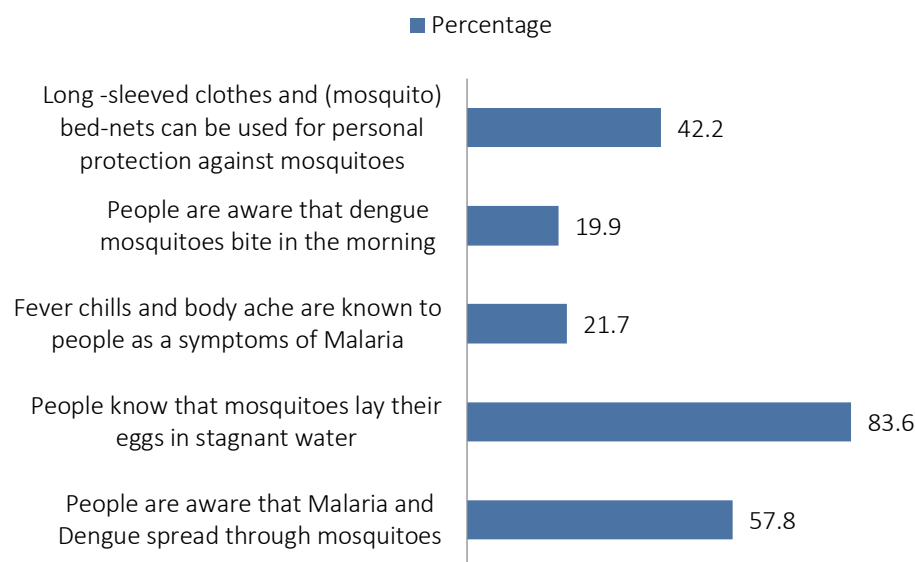 Percentage
Long -sleeved clothes and (mosquito)
bed-nets can be used for personal
protection against mosquitoes
42.2
People are aware that dengue
mosquitoes bite in the morning
19.9
Fever chills and body ache are known to
people as a symptoms of Malaria
21.7
People know that mosquitoes lay their
eggs in stagnant water
83.6
People are aware that Malaria and
Dengue spread through mosquitoes
57.8